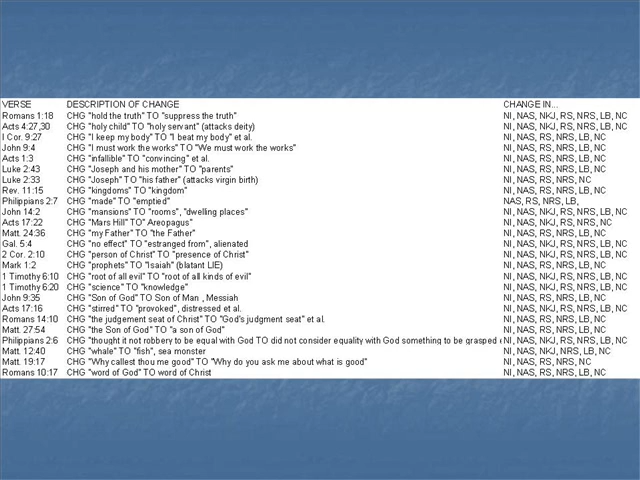 VERSE DESCRIPTION OF CHANGE CHANGE IN...
Romans 1:18 CHG "hold the truth" TO "suppress the truth" NI, NAS, NKJ, RS, NRS, LB, NC
Acts 4:27,30 CHG "holy child" TO "holy servant" (attacks deity) NI, NAS, NKJ, RS, NRS, LB, NC
I Cor. 9:27 CHG "I keep my body" TO "I beat my body" et al. NI, NAS, RS, NRS, LB, NC
John 9:4 CHG "I must work the works" TO "We must work the works" NI, NAS, RS, NRS, LB, NC
Acts 1:3 CHG "infallible" TO "convincing" et al. NI, NAS, RS, NRS, LB, NC
Luke 2:43 CHG "Joseph and his mother" TO "parents" NI, NAS, RS, NRS, LB, NC
Luke 2:33 CHG "Joseph" TO "his father" (attacks virgin birth) NI, NAS, RS, NRS, NC
Rev. 11:15 CHG "kingdoms" TO "kingdom" NI, NAS, RS, NRS, LB, NC
Philippians 2:7 CHG "made" TO "emptied" NAS, RS, NRS, LB,
John 14:2 CHG "mansions" TO "rooms", "dwelling places" NI, NAS, NKJ, RS, NRS, LB, NC
Acts 17:22 CHG "Mars Hill" TO "Areopagus" NI, NAS, NKJ, RS, NRS, NC
Matt. 24:36 CHG "my Father" TO "the Father" NI, NAS, RS, NRS, LB, NC
Gal. 5:4 CHG "no effect" TO "estranged from", alienated NI, NAS, NKJ, RS, NRS, LB, NC
2 Cor. 2:10 CHG "person of Christ" TO "presence of Christ" NI, NAS, NKJ, RS, NRS, LB, NC
Mark 1:2 CHG "prophets" TO "Isaiah" (blatant LIE) NI, NAS, RS, NRS, LB, NC
1 Timothy 6:10 CHG "root of all evil" TO "root of all kinds of evil" NI, NAS, NKJ, RS, NRS, LB, NC
1 Timothy 6:20 CHG "science" TO "knowledge" NI, NAS, NKJ, RS, NRS, LB, NC
John 9:35 CHG "Son of God" TO Son of Man , Messiah NI, NAS, RS, NRS, LB, NC
Acts 17:16 CHG "stirred" TO "provoked", distressed et al. NI, NAS, NKJ, RS, NRS, LB, NC
Romans 14:10 CHG "the judgement seat of Christ" TO "God's judgment seat" et al. NI, NAS, RS, NRS, LB, NC
Matt. 27:54 CHG "the Son of God" TO "a son of God" NI, NAS, RS, NRS, LB, NC
Philippians 2:6 CHG "thought it not robbery to be equal with God TO did not consider equality with God something to be grasped e NI, NAS, NKJ, RS, NRS, LB, NC
Matt. 12:40 CHG "whale" TO "fish", sea monster NI, NAS, NKJ, NRS, LB, NC
Matt. 19:17 CHG "Why callest thou me good" TO "Why do you ask me about what is good" NI, NAS, RS, NRS, NC
Romans 10:17 CHG "word of God" TO word of Christ NI, NAS, RS, NRS, LB, NC